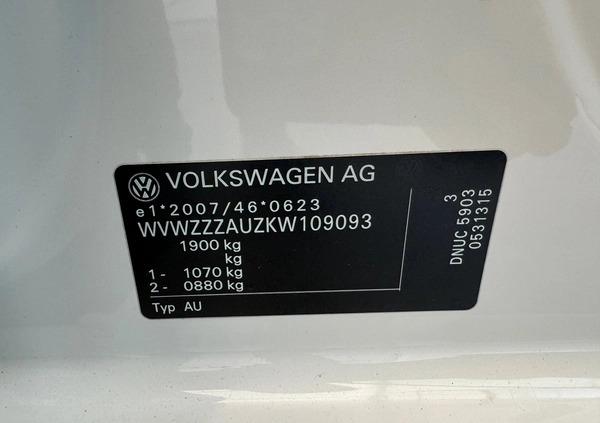 VOLKSWAGEN AG
e1*2007/46*0623
WVWZZZAUZKW109093
1900 kg
kg
1- 1070 kg
2- 0880 kg
Typ AU
3
DNUC 5903
0531315